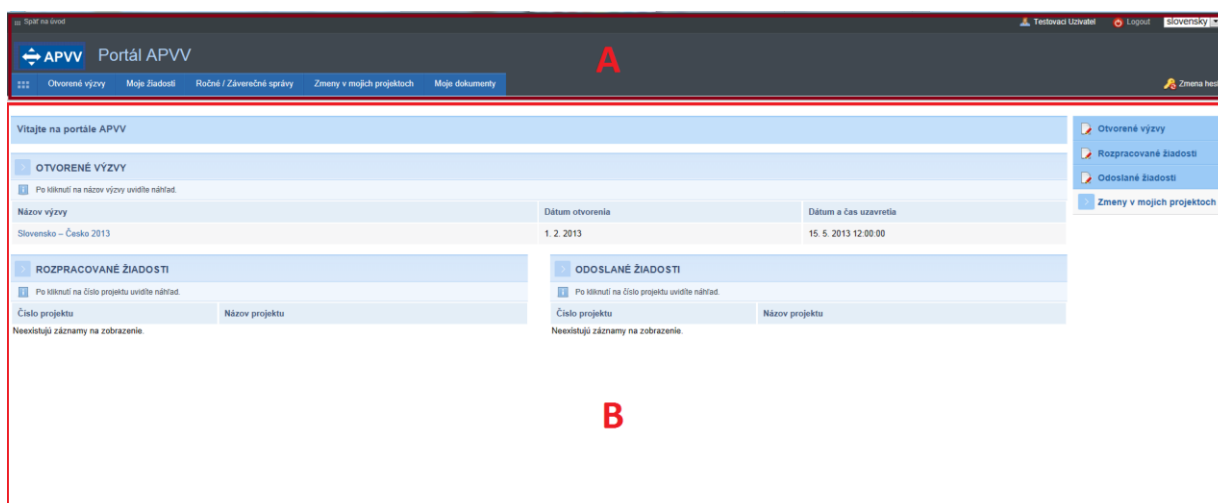 Späť na úvod Testovaci Uzivatel Logout slovensky
APVV Portál APVV
A
Otvorené výzvy Moje žiadosti Ročné / Záverečné správy Zmeny v mojich projektoch Moje dokumenty Zmena hesl
Vitajte na portále APVV Otvorené výzvy
Rozpracované žiadosti
OTVORENÉ VÝZVY
Odoslané žiadosti
Po kliknutí na názov výzvy uvidíte náhľad.
Zmeny v mojich projektoch
Názov výzvy Dátum otvorenia Dátum a čas uzavretia
Slovensko – Česko 2013 1. 2. 2013 15. 5. 2013 12:00:00
ROZPRACOVANÉ ŽIADOSTI ODOSLANÉ ŽIADOSTI
Po kliknutí na číslo projektu uvidíte náhľad. Po kliknutí na číslo projektu uvidíte náhľad.
Číslo projektu Názov projektu Číslo projektu Názov projektu
Neexistujú záznamy na zobrazenie. Neexistujú záznamy na zobrazenie.
B